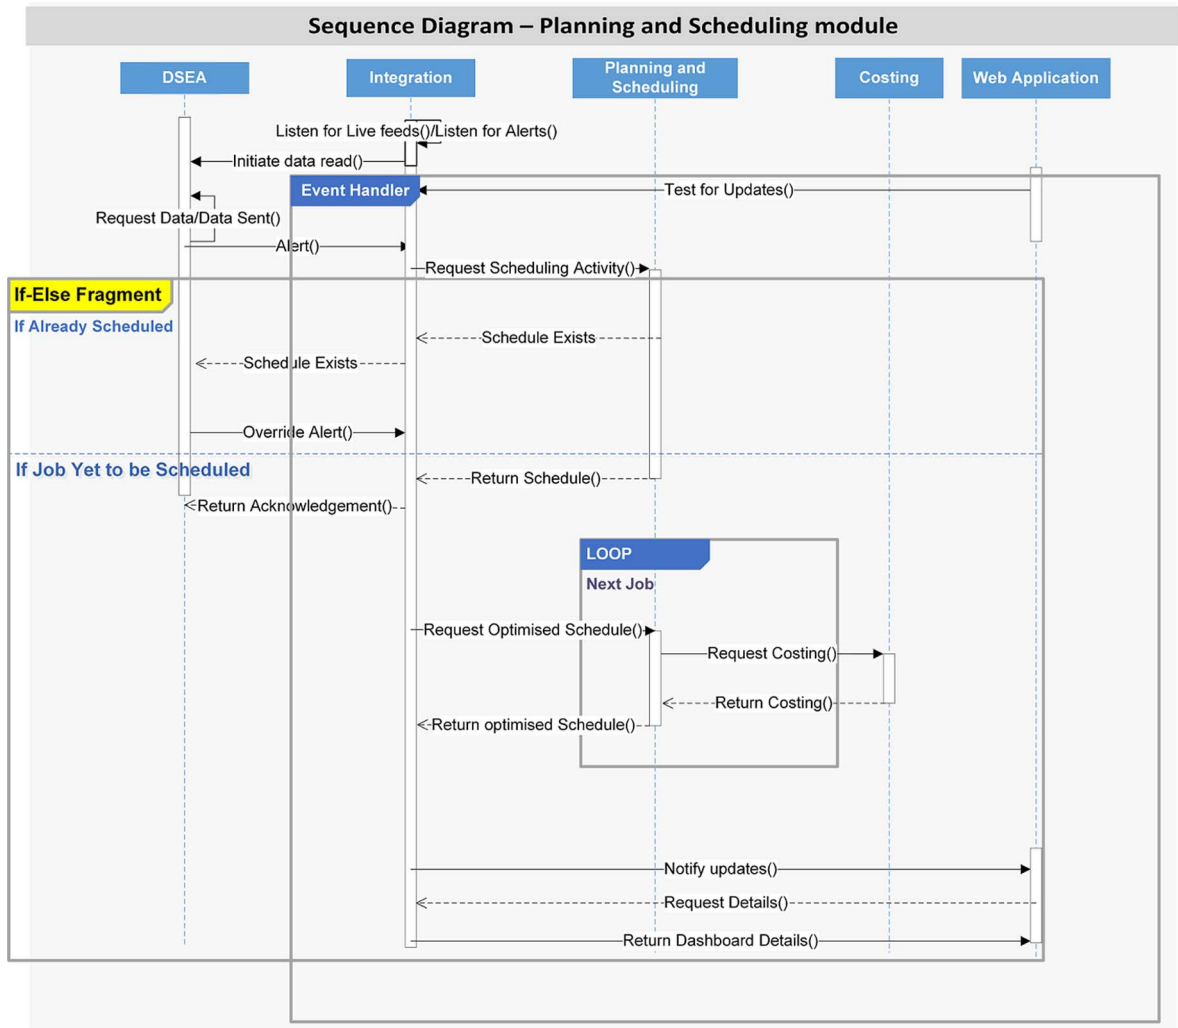 Sequence Diagram – Planning and Scheduling module
DSEA
Integration
Planning and
Scheduling
Costing
Web Application
Listen for Live feeds()/Listen for Alerts()
Initiate data read()
Event Handler
Test for Updates()
Request Data/Data Sent()
Alert()
Request Scheduling Activity()
If-Else Fragment
If Already Scheduled
Schedule Exists
Schedule Exists
Override Alert()
If Job Yet to be Scheduled
Return Schedule()
Return Acknowledgement()
LOOP
Next Job
Request Optimised Schedule()
Request Costing()
Return Costing()
Return optimised Schedule()
Notify updates()
Request Details()
Return Dashboard Details()